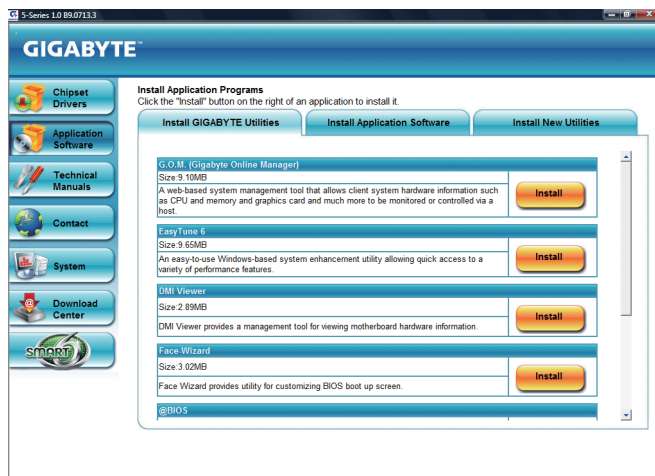 5-Series 1.0 B9.0713.3
GIGABYTE™
Chipset
Drivers
Application
Software
Technical
Manuals
Contact
System
Download
Center
SMART 6
Install Application Programs
Click the "Install" button on the right of an application to install it.
Install GIGABYTE Utilities
Install Application Software
Install New Utilities
G.O.M. (Gigabyte Online Manager)
Size:9.10MB
A web-based system management tool that allows client system hardware information such
as CPU and memory and graphics card and much more to be monitored or controlled via a
host.
Install
EasyTune 6
Size:9.65MB
An easy-to-use Windows-based system enhancement utility allowing quick access to a
variety of performance features.
Install
DMI Viewer
Size:2.89MB
DMI Viewer provides a management tool for viewing motherboard hardware information.
Install
Face-Wizard
Size:3.02MB
Face Wizard provides utility for customizing BIOS boot up screen.
Install
@BIOS